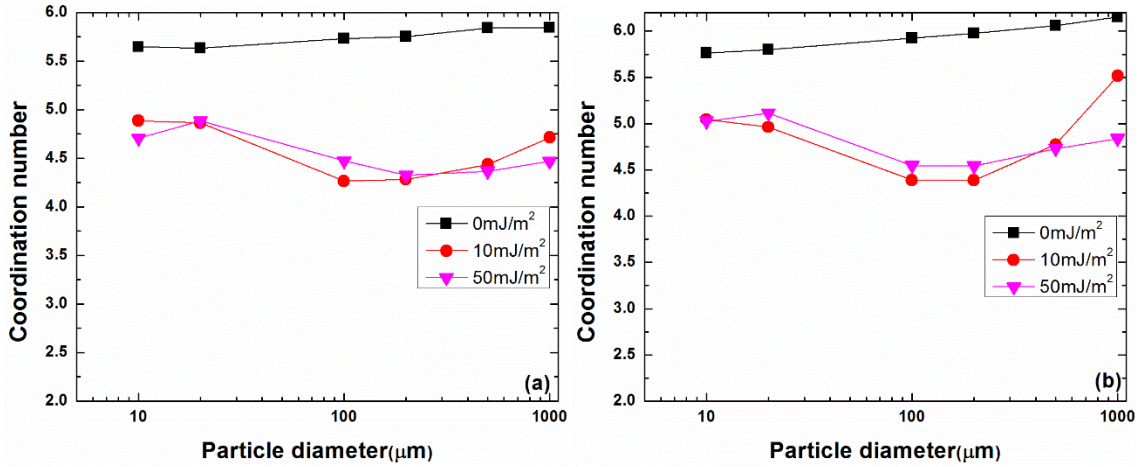 6.0
5.5
5.0
4.5
4.0
3.5
3.0
2.5
2.0
Coordination number
0mJ/m²
10mJ/m²
50mJ/m²
(a)
10
100
1000
Particle diameter(μm)
6.0
5.5
5.0
4.5
4.0
3.5
3.0
2.5
2.0
Coordination number
0mJ/m²
10mJ/m²
50mJ/m²
(b)
10
100
1000
Particle diameter(μm)